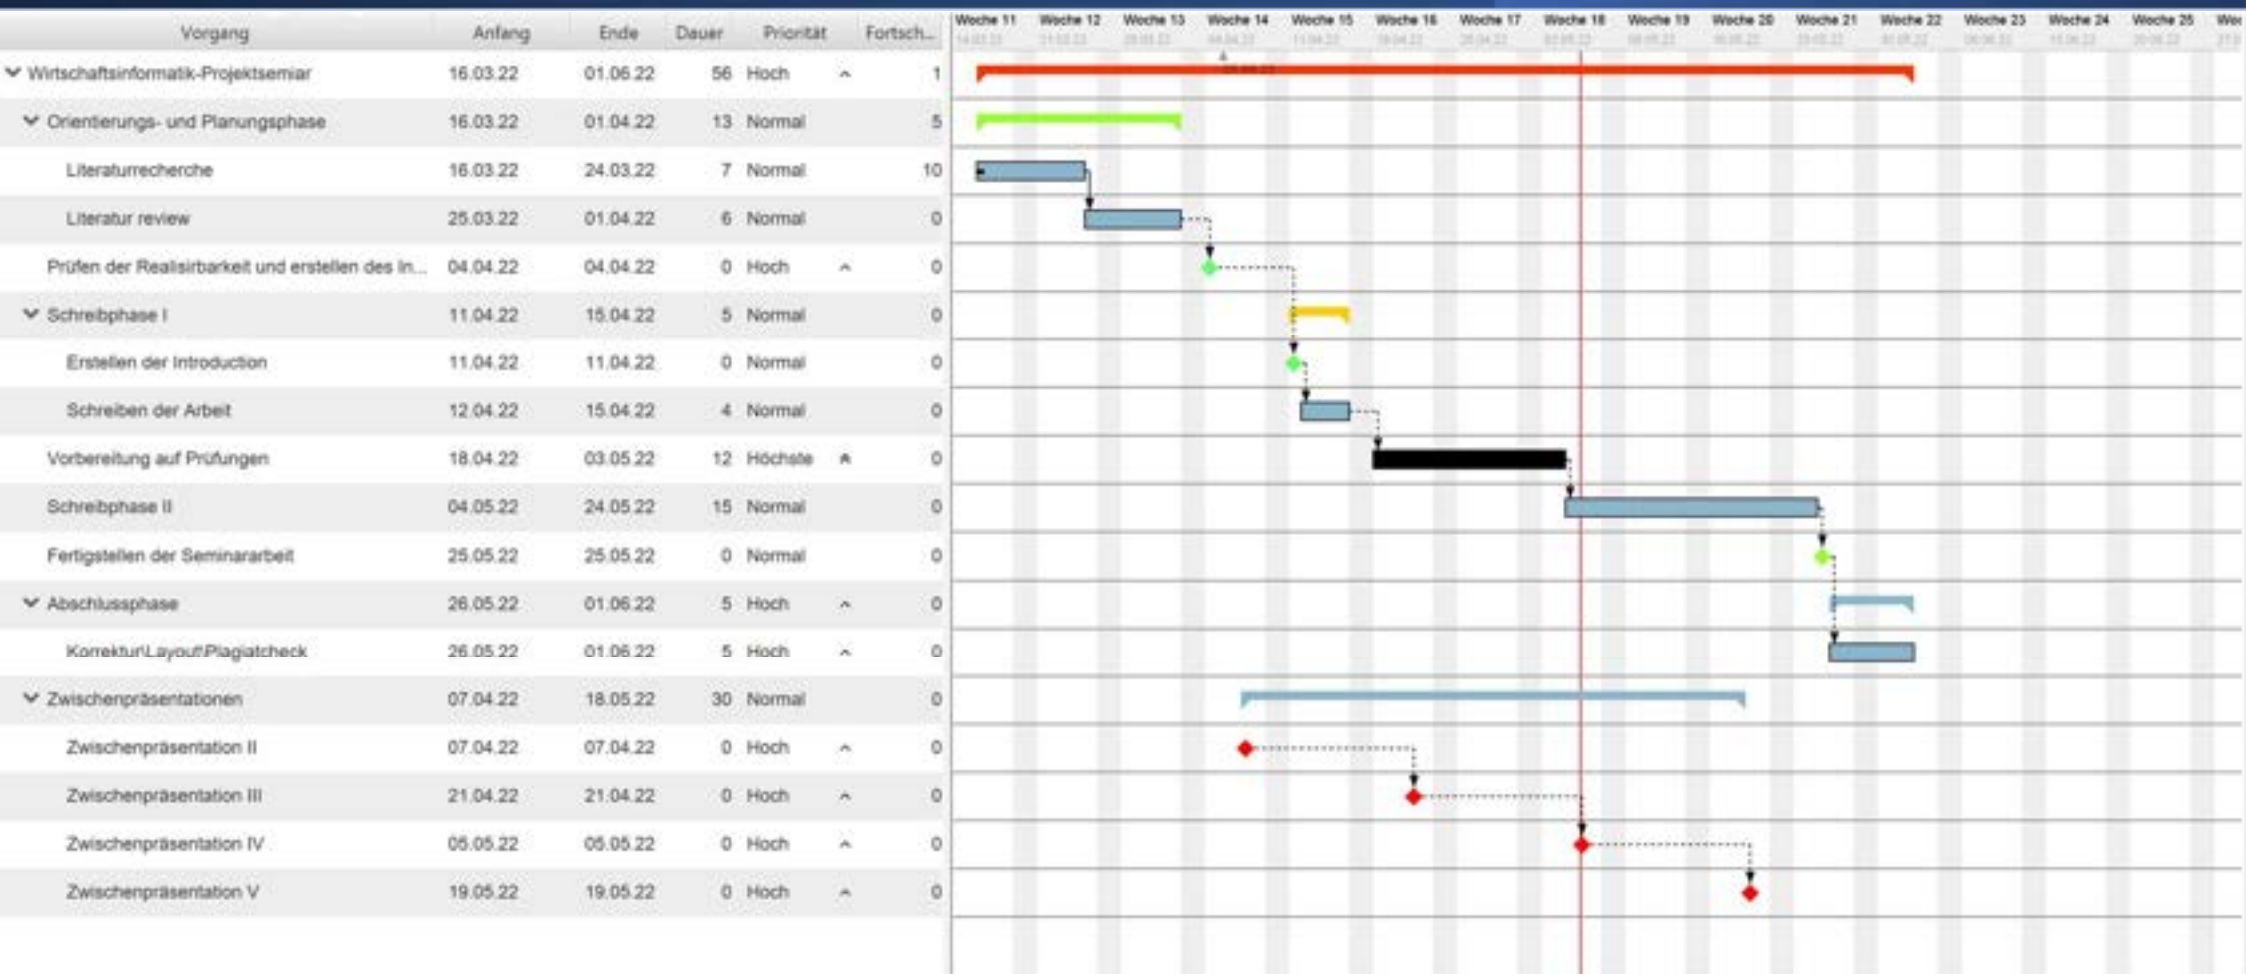 Vorgang Anfang Ende Dauer Priorität Fortsch...
Woche 11 Woche 12 Woche 13 Woche 14 Woche 15 Woche 16 Woche 17 Woche 18 Woche 19 Woche 20 Woche 21 Woche 22 Woche 23 Woche 24 Woche 25
Wirtschaftsinformatik-Projektsemiar 16.03.22 01.06.22 56 Hoch 1
Orientierungs- und Planungsphase 16.03.22 01.04.22 13 Normal 5
Literaturrecherche 16.03.22 24.03.22 7 Normal 10
Literatur review 25.03.22 01.04.22 6 Normal 0
Prüfen der Realisirbarkeit und erstellen des In... 04.04.22 04.04.22 0 Hoch 0
Schreibphase I 11.04.22 15.04.22 5 Normal 0
Erstellen der Introduction 11.04.22 11.04.22 0 Normal 0
Schreiben der Arbeit 12.04.22 15.04.22 4 Normal 0
Vorbereitung auf Prüfungen 18.04.22 03.05.22 12 Höchste 0
Schreibphase II 04.05.22 24.05.22 15 Normal 0
Fertigstellen der Seminararbeit 25.05.22 25.05.22 0 Normal 0
Abschlussphase 26.05.22 01.06.22 5 Hoch 0
Korrektur\Layout\Plagiatcheck 26.05.22 01.06.22 5 Hoch 0
Zwischenpräsentationen 07.04.22 18.05.22 30 Normal 0
Zwischenpräsentation II 07.04.22 07.04.22 0 Hoch 0
Zwischenpräsentation III 21.04.22 21.04.22 0 Hoch 0
Zwischenpräsentation IV 05.05.22 05.05.22 0 Hoch 0
Zwischenpräsentation V 19.05.22 19.05.22 0 Hoch 0